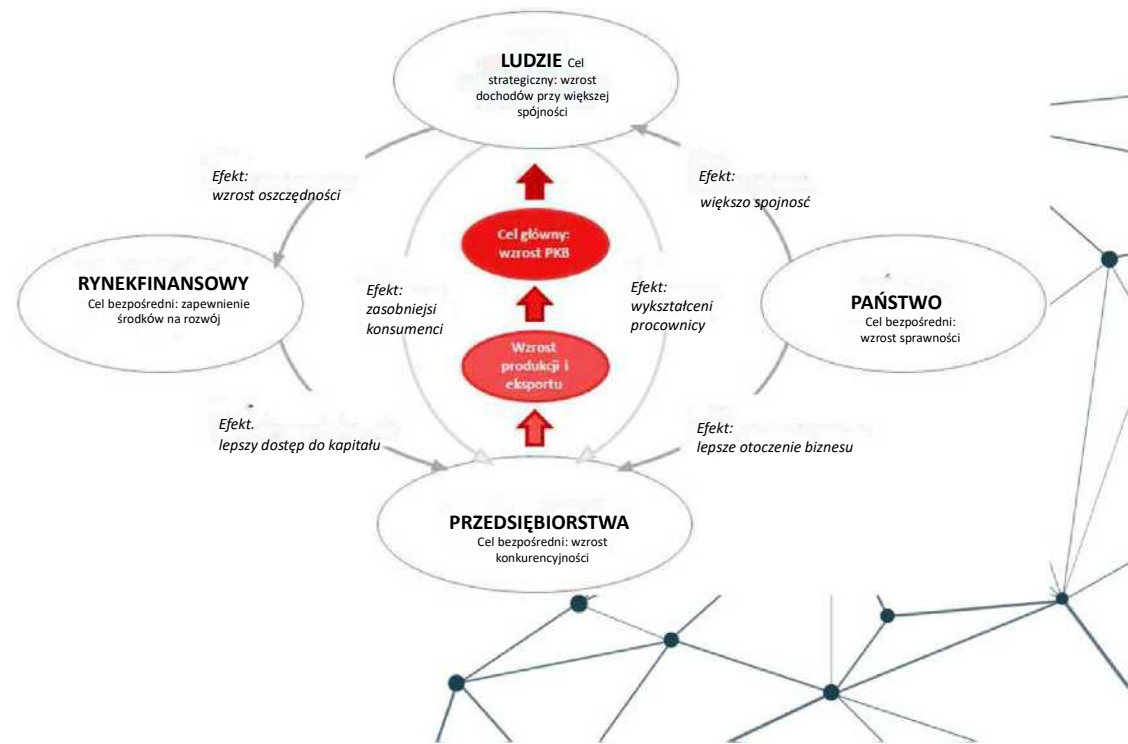 LUDZIE Cel
strategiczny: wzrost
dochodów przy większej
spójności
Efekt:
wzrost oszczędności
Efekt:
większo spojnosć
Cel główny:
wzrost PKB
RYNEKFINANSOWY
Cel bezpośredni: zapewnienie
środków na rozwój
Efekt:
zasobniejsi
konsumenci
Efekt:
wykształceni
procownicy
PAŃSTWO
Cel bezpośredni:
wzrost sprawności
Wzrost
produkcji i
eksportu
Efekt.
lepszy dostęp do kapitału
Efekt:
lepsze otoczenie biznesu
PRZEDSIĘBIORSTWA
Cel bezpośredni: wzrost
konkurencyjności